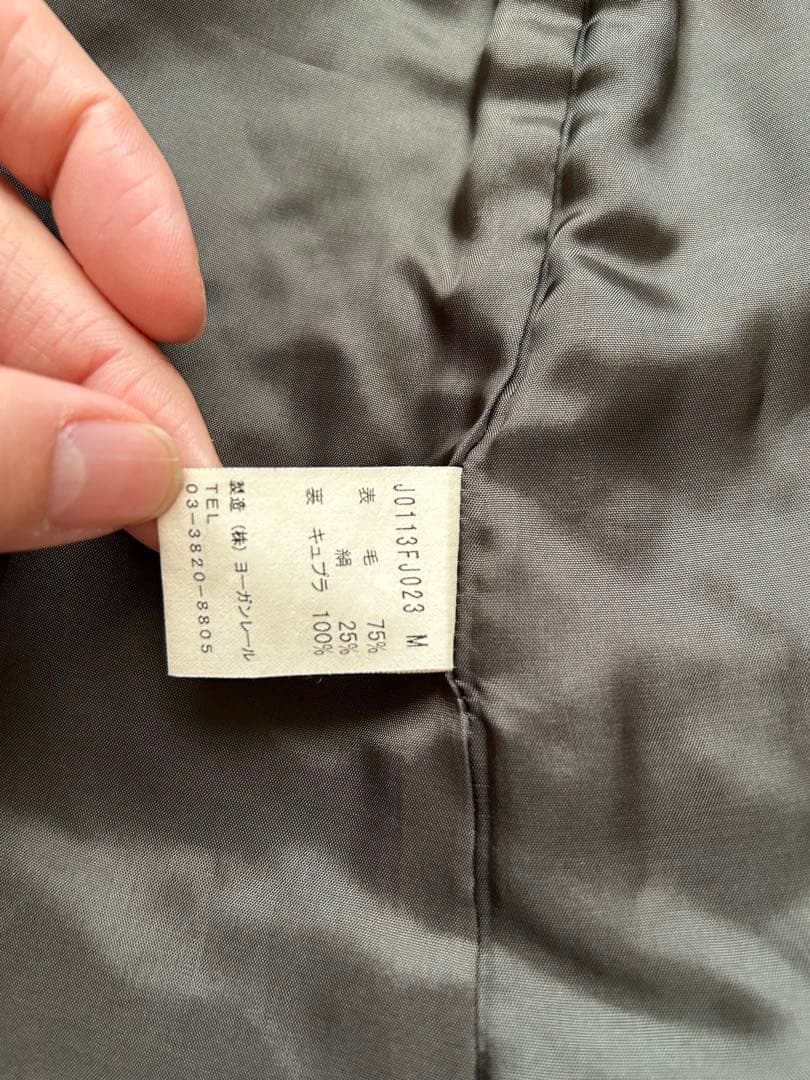 J0113FJ023 M
表 毛 75%
絹 25%
裏 キュプラ 100%
製造 (株) ヨーガンレール
TEL
03-3820-8805